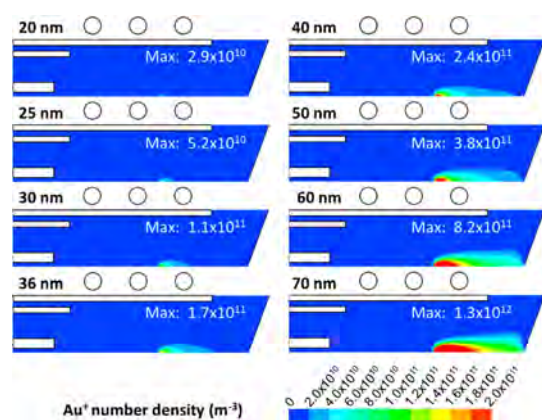 20 nm
Max: 2.9x10¹⁰
25 nm
Max: 5.2x10¹⁰
30 nm
Max: 1.1x10¹¹
36 nm
Max: 1.7x10¹¹
40 nm
Max: 2.4x10¹¹
50 nm
Max: 3.8x10¹¹
60 nm
Max: 8.2x10¹¹
70 nm
Max: 1.3x10¹²
Au⁺ number density (m⁻³)
0 2.0x10¹⁰ 4.0x10¹⁰ 6.0x10¹⁰ 8.0x10¹⁰ 1.0x10¹¹ 1.2x10¹¹ 1.4x10¹¹ 1.6x10¹¹ 1.8x10¹¹ 2.0x10¹¹